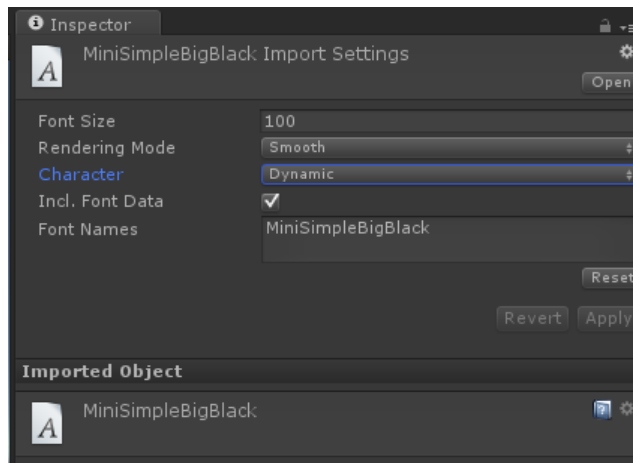 Inspector
MiniSimpleBigBlack Import Settings
Open
Font Size 100
Rendering Mode Smooth
Character Dynamic
Incl. Font Data
Font Names MiniSimpleBigBlack
Reset
Revert Apply
Imported Object
MiniSimpleBigBlack